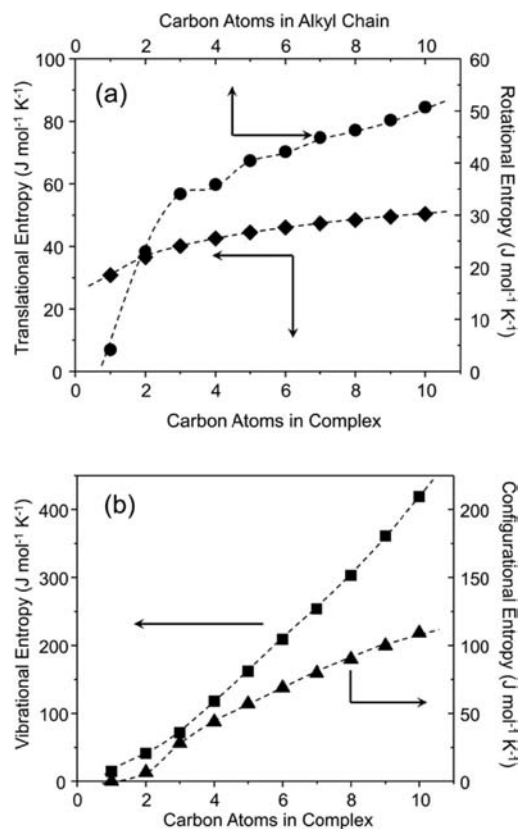 Carbon Atoms in Alkyl Chain
0 2 4 6 8 10
100 60
(a)
80 50
60 40
30
40
20
20 10
0 0
0 2 4 6 8 10
Translational Entropy (J mol-1 K-1)
Rotational Entropy (J mol-1 K-1)
Carbon Atoms in Complex
(b)
400 200
300 150
200 100
100 50
0 0
0 2 4 6 8 10
Vibrational Entropy (J mol-1 K-1)
Configurational Entropy (J mol-1 K-1)
Carbon Atoms in Complex